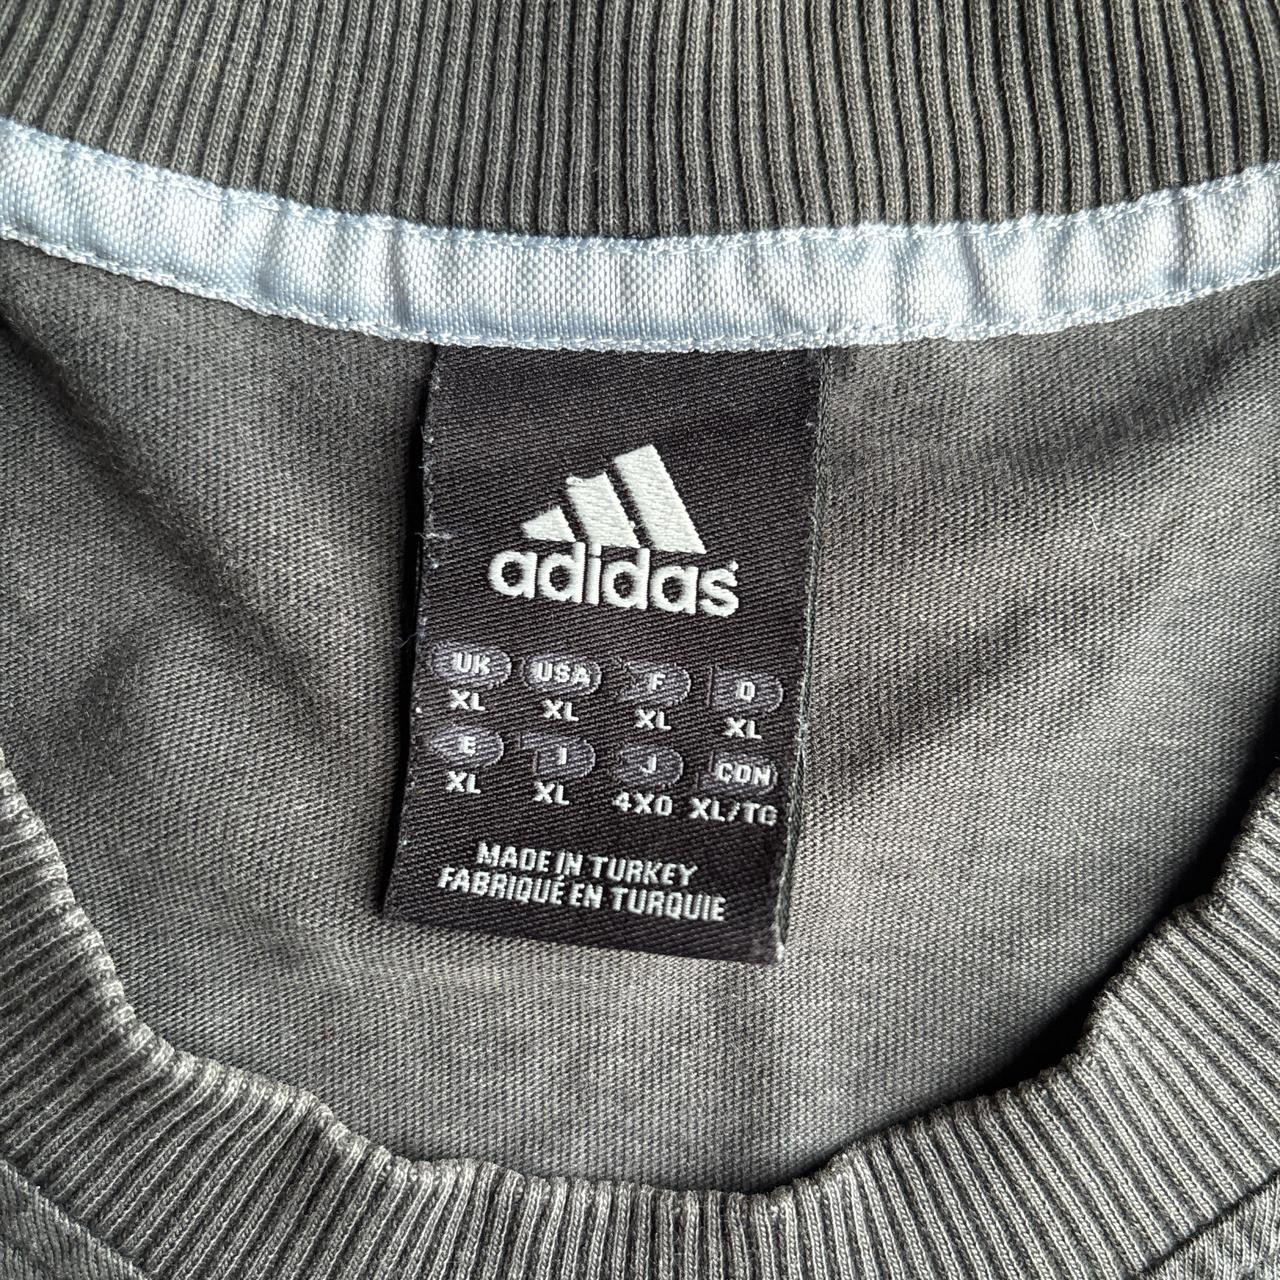 adidas
UK USA F D
XL XL XL XL
E I J CDN
XL XL 4XO XL/TG
MADE IN TURKEY
FABRIQUÉ EN TURQUIE